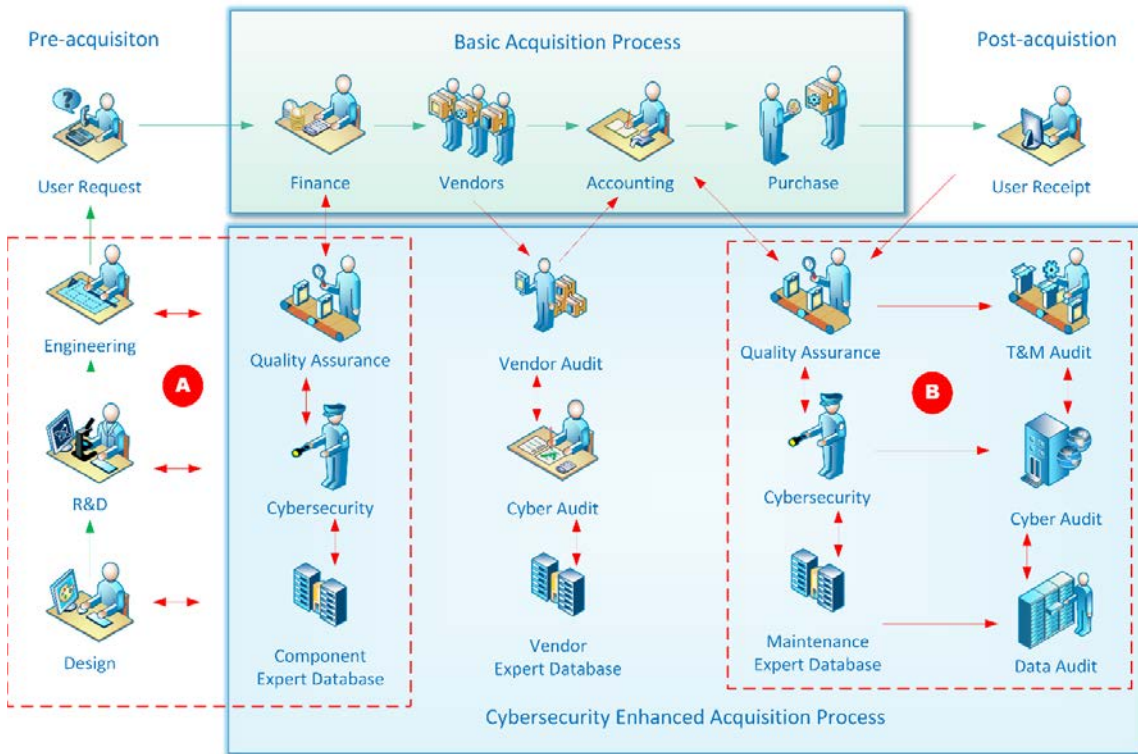 Pre-acquisiton
Basic Acquisition Process
Post-acquistion
?
User Request
Finance
Vendors
Accounting
Purchase
User Receipt
Engineering
Quality Assurance
Vendor Audit
Quality Assurance
T&M Audit
A
B
R&D
Cybersecurity
Cyber Audit
Cybersecurity
Cyber Audit
Design
Component
Expert Database
Vendor
Expert Database
Maintenance
Expert Database
Data Audit
Cybersecurity Enhanced Acquisition Process